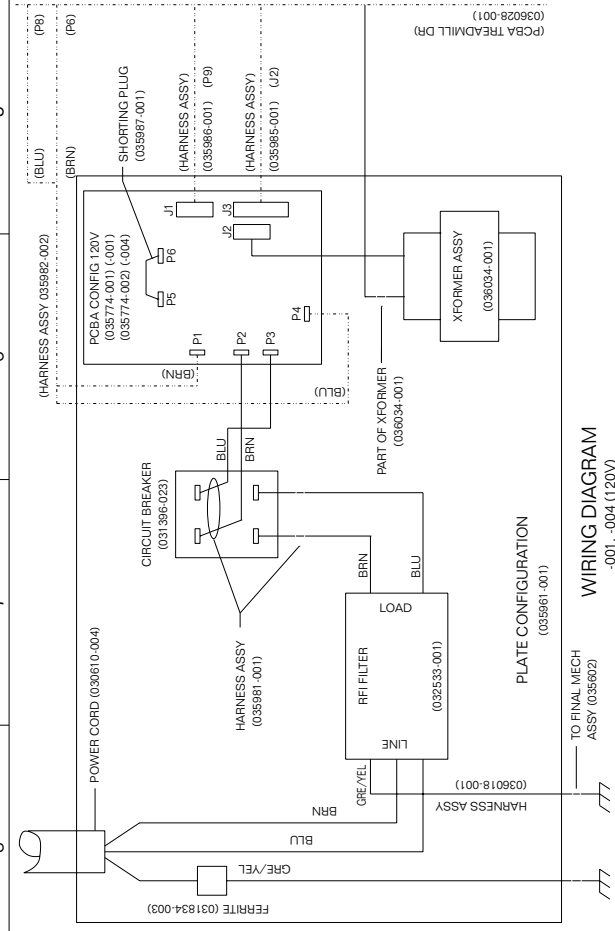 (P8)
(P6)
(BLU)
(BRN)
(HARNESS ASSY 035982-002)
SHORTING PLUG
(035987-001)
(HARNESS ASSY)
(035986-001) (P9)
(HARNESS ASSY)
(035985-001) (J2)
(PCBA TREADMILL DR)
(036028-001)
PCBA CONFIG 120V
(035774-001) (-001)
(035774-002) (-004)
P5
P6
J1
J3
J2
P1
P2
P3
P4
(BRN)
(BLU)
BLU
BRN
CIRCUIT BREAKER
(031396-023)
HARNESS ASSY
(035981-001)
PART OF XFORMER
(036034-001)
XFORMER ASSY
(036034-001)
POWER CORD (030610-004)
BRN
BLU
GRE/YEL
FERRITE (031834-003)
BRN
BLU
LOAD
RFI FILTER
(032533-001)
LINE
GRE/YEL
HARNESS ASSY
(036018-001)
PLATE CONFIGURATION
(035961-001)
TO FINAL MECH
ASSY (035602)
WIRING DIAGRAM
-001, -004 (120V)